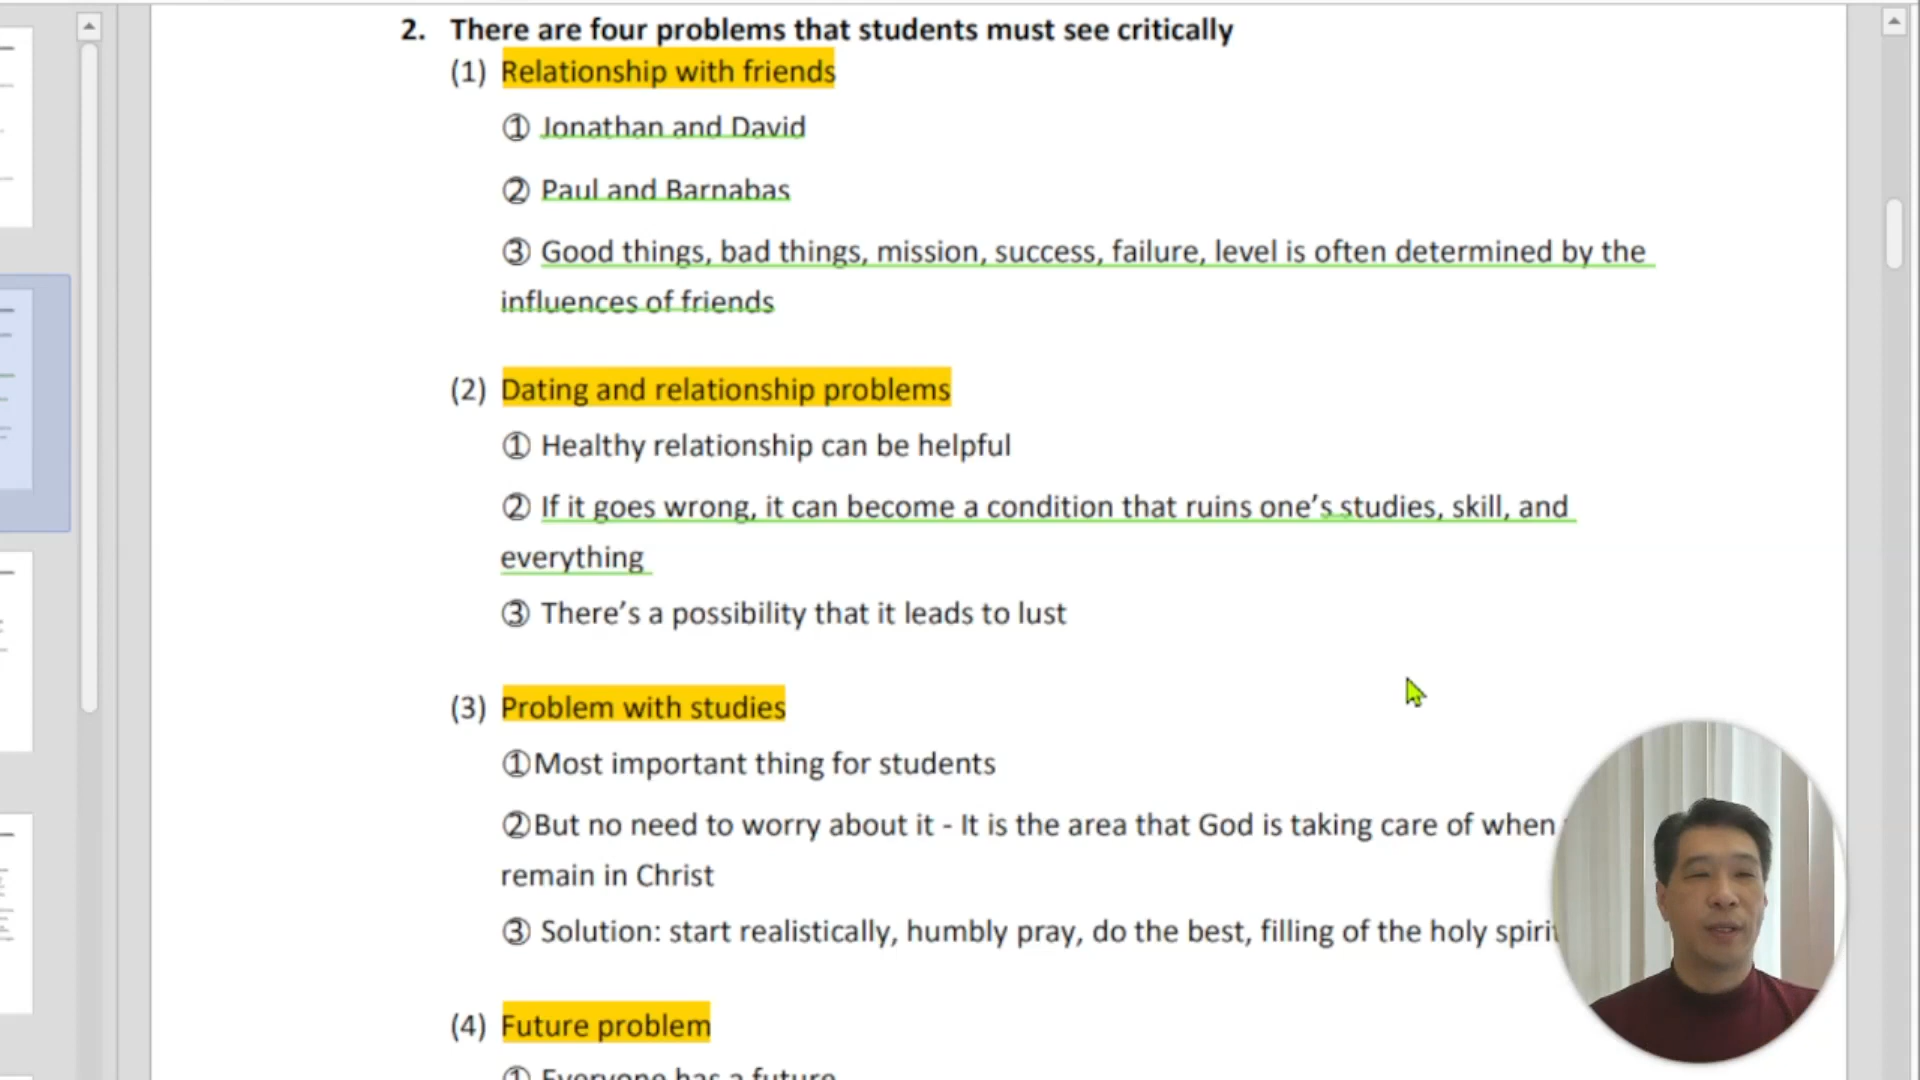 2. There are four problems that students must see critically
(1) Relationship with friends
① Jonathan and David
② Paul and Barnabas
③ Good things, bad things, mission, success, failure, level is often determined by the
influences of friends
(2) Dating and relationship problems
① Healthy relationship can be helpful
② If it goes wrong, it can become a condition that ruins one’s studies, skill, and
everything
③ There’s a possibility that it leads to lust
(3) Problem with studies
①Most important thing for students
②But no need to worry about it - It is the area that God is taking care of when
remain in Christ
③ Solution: start realistically, humbly pray, do the best, filling of the holy spirit
(4) Future problem
① Everyone has a future